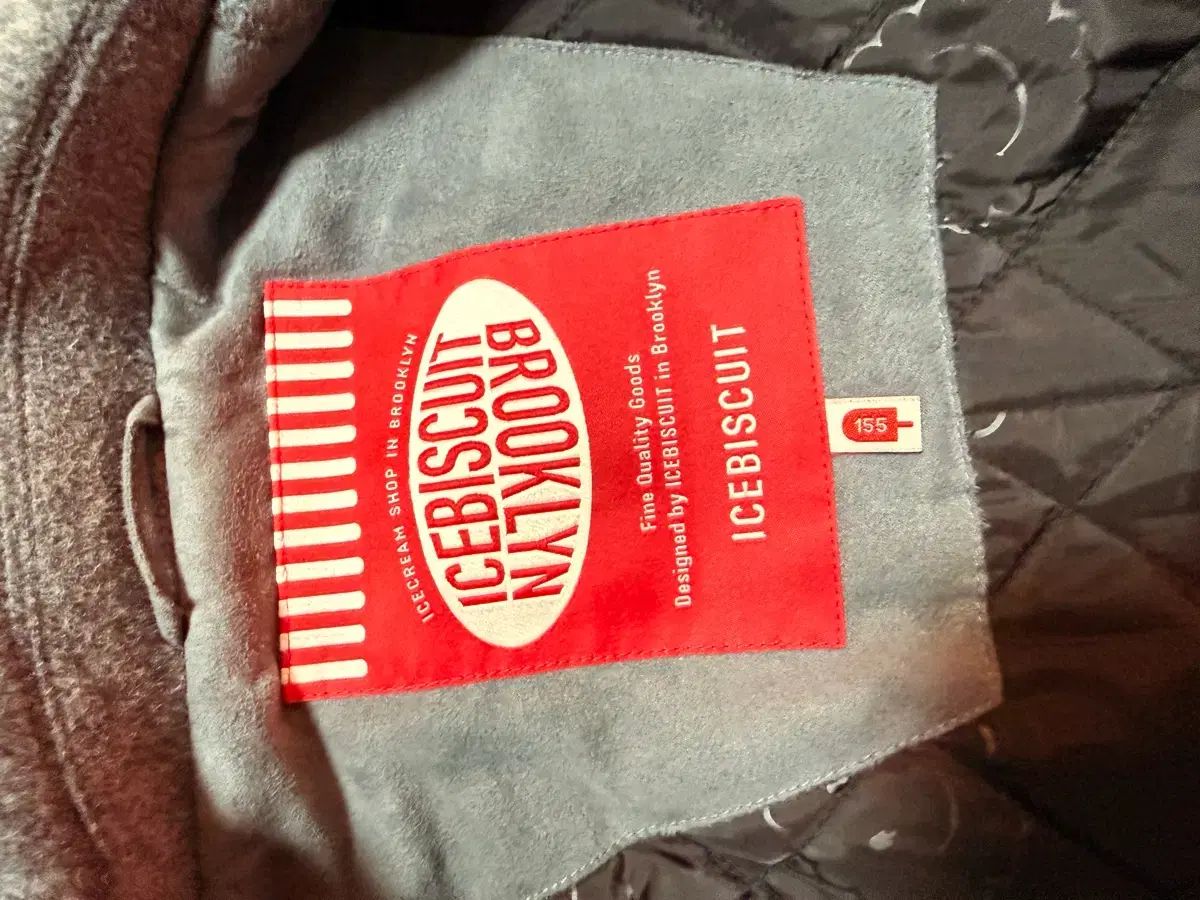 ICECREAM SHOP IN BROOKLYN
ICEBISCUIT
BROOKLYN
Fine Quality Goods
Designed by ICEBISCUIT in Brooklyn
ICEBISCUIT
155